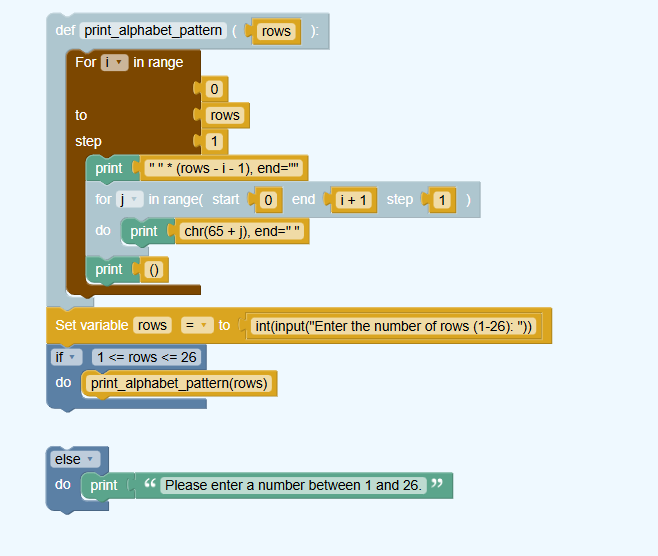 def print_alphabet_pattern ( rows ):
For i in range
0
to rows
step 1
print " " * (rows - i - 1), end=""
for j in range( start 0 end i + 1 step 1 )
do print chr(65 + j), end=" "
print ()
Set variable rows = to int(input("Enter the number of rows (1-26): "))
if 1 <= rows <= 26
do print_alphabet_pattern(rows)
else
do print “ Please enter a number between 1 and 26. ”